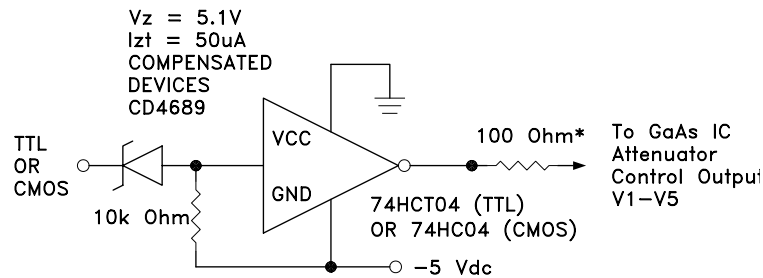 Vz = 5.1V
Izt = 50uA
COMPENSATED
DEVICES
CD4689
TTL
OR
CMOS
10k Ohm
VCC
GND
74HCT04 (TTL)
OR 74HC04 (CMOS)
-5 Vdc
100 Ohm*
To GaAs IC
Attenuator
Control Output
V1-V5